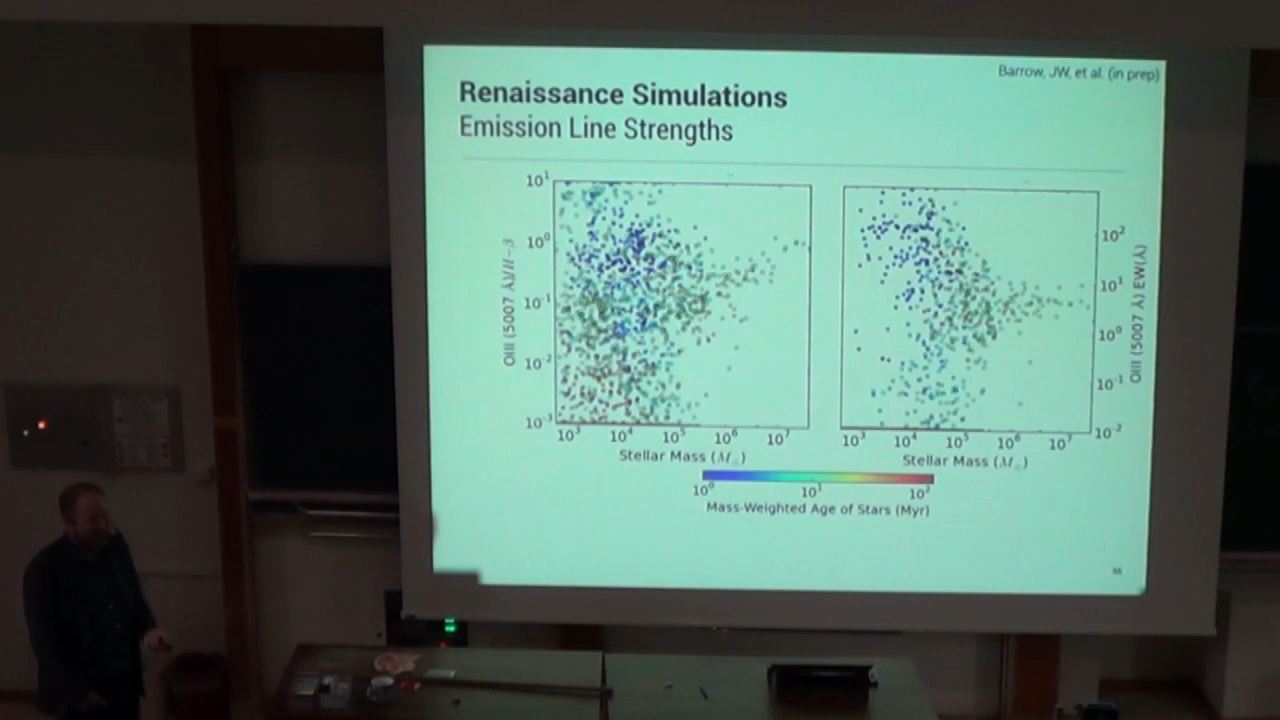 Barrow, JW, et al. (in prep)
Renaissance Simulations
Emission Line Strengths
10¹
10⁰
10⁻¹
10⁻²
10⁻³
OIII (5007 Å)/H−β
10³ 10⁴ 10⁵ 10⁶ 10⁷
Stellar Mass (M☉)
10²
10¹
10⁰
10⁻¹
10⁻²
OIII (5007 Å) EW(Å)
10³ 10⁴ 10⁵ 10⁶ 10⁷
Stellar Mass (M☉)
10⁰ 10¹ 10²
Mass-Weighted Age of Stars (Myr)